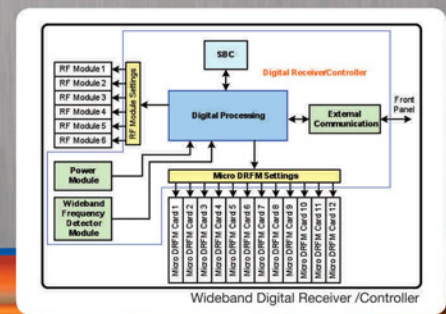 SBC
Digital Receiver/Controller
RF Module 1
RF Module 2
RF Module 3
RF Module 4
RF Module 5
RF Module 6
RF Module Settings
Digital Processing
External
Communication
Front
Panel
Power
Module
Wideband
Frequency
Detector
Module
Micro DRFM Settings
Micro DRFM Card 1
Micro DRFM Card 2
Micro DRFM Card 3
Micro DRFM Card 4
Micro DRFM Card 5
Micro DRFM Card 6
Micro DRFM Card 7
Micro DRFM Card 8
Micro DRFM Card 9
Micro DRFM Card 10
Micro DRFM Card 11
Micro DRFM Card 12
Wideband Digital Receiver /Controller